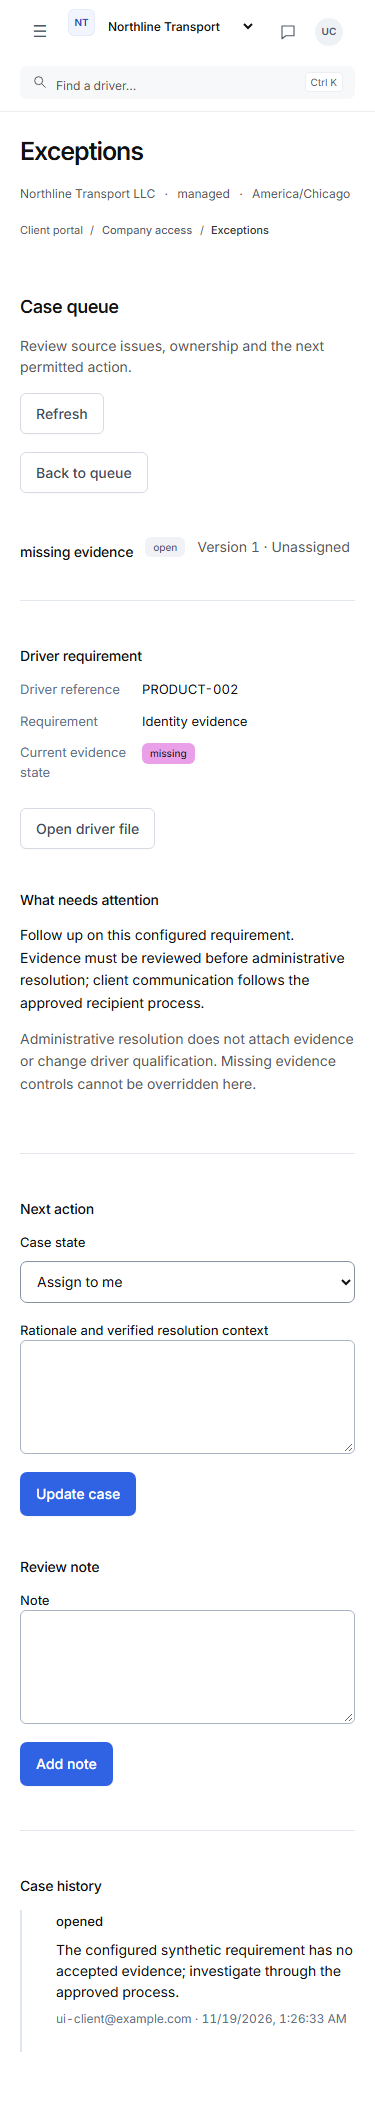 NT Northline Transport UC
Find a driver... Ctrl K
Exceptions
Northline Transport LLC · managed · America/Chicago
Client portal / Company access / Exceptions
Case queue
Review source issues, ownership and the next
permitted action.
Refresh
Back to queue
missing evidence open Version 1 · Unassigned
Driver requirement
Driver reference PRODUCT-002
Requirement Identity evidence
Current evidence missing
state
Open driver file
What needs attention
Follow up on this configured requirement.
Evidence must be reviewed before administrative
resolution; client communication follows the
approved recipient process.
Administrative resolution does not attach evidence
or change driver qualification. Missing evidence
controls cannot be overridden here.
Next action
Case state
Assign to me
Rationale and verified resolution context
Update case
Review note
Note
Add note
Case history
opened
The configured synthetic requirement has no
accepted evidence; investigate through the
approved process.
ui-client@example.com · 11/19/2026, 1:26:33 AM